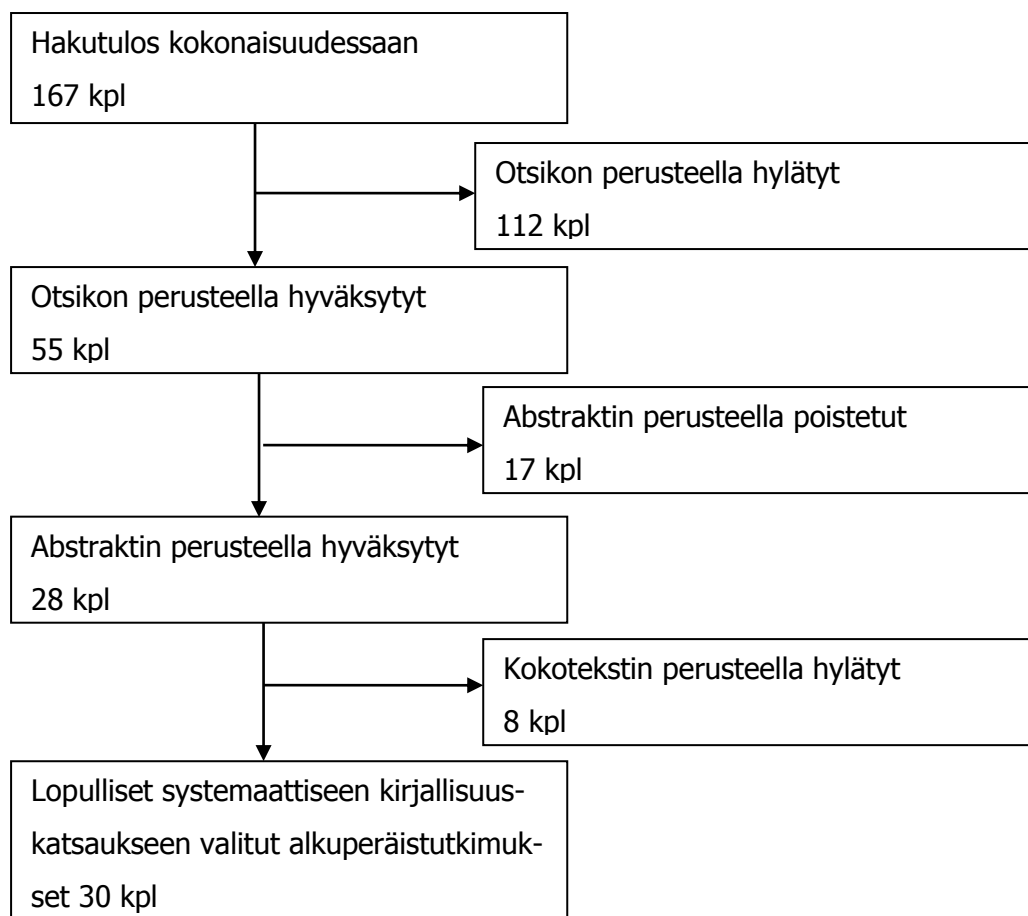 Hakutulos kokonaisuudessaan
167 kpl
Otsikon perusteella hylätyt
112 kpl
Otsikon perusteella hyväksytyt
55 kpl
Abstraktin perusteella poistetut
17 kpl
Abstraktin perusteella hyväksytyt
28 kpl
Kokotekstin perusteella hylätyt
8 kpl
Lopulliset systemaattiseen kirjallisuus-
katsaukseen valitut alkuperäistutkimuk-
set 30 kpl